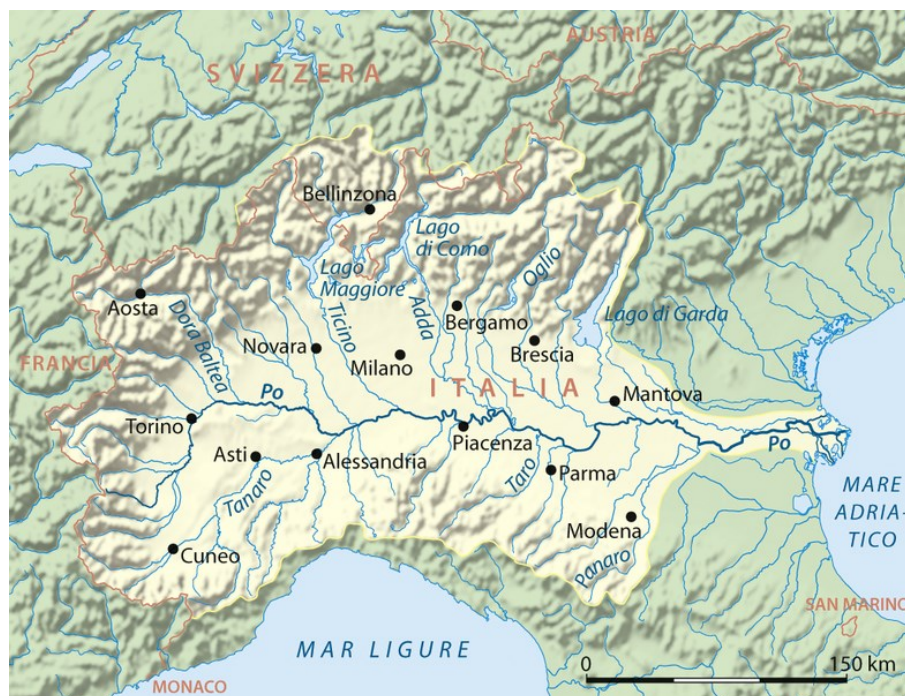 AUSTRIA
SVIZZERA
Bellinzona
Lago
di Como
Lago
Maggiore
Oglio
Aosta
Dora Baltea
Ticino
Adda
Bergamo
Lago di Garda
FRANCIA
Novara
Milano
Brescia
ITALIA
Po
Mantova
Torino
Piacenza
Po
Asti
Alessandria
Tanaro
Taro
Parma
MARE
ADRIA-
TICO
Modena
Cuneo
Panaro
SAN MARINO
MAR LIGURE
0
150 km
MONACO